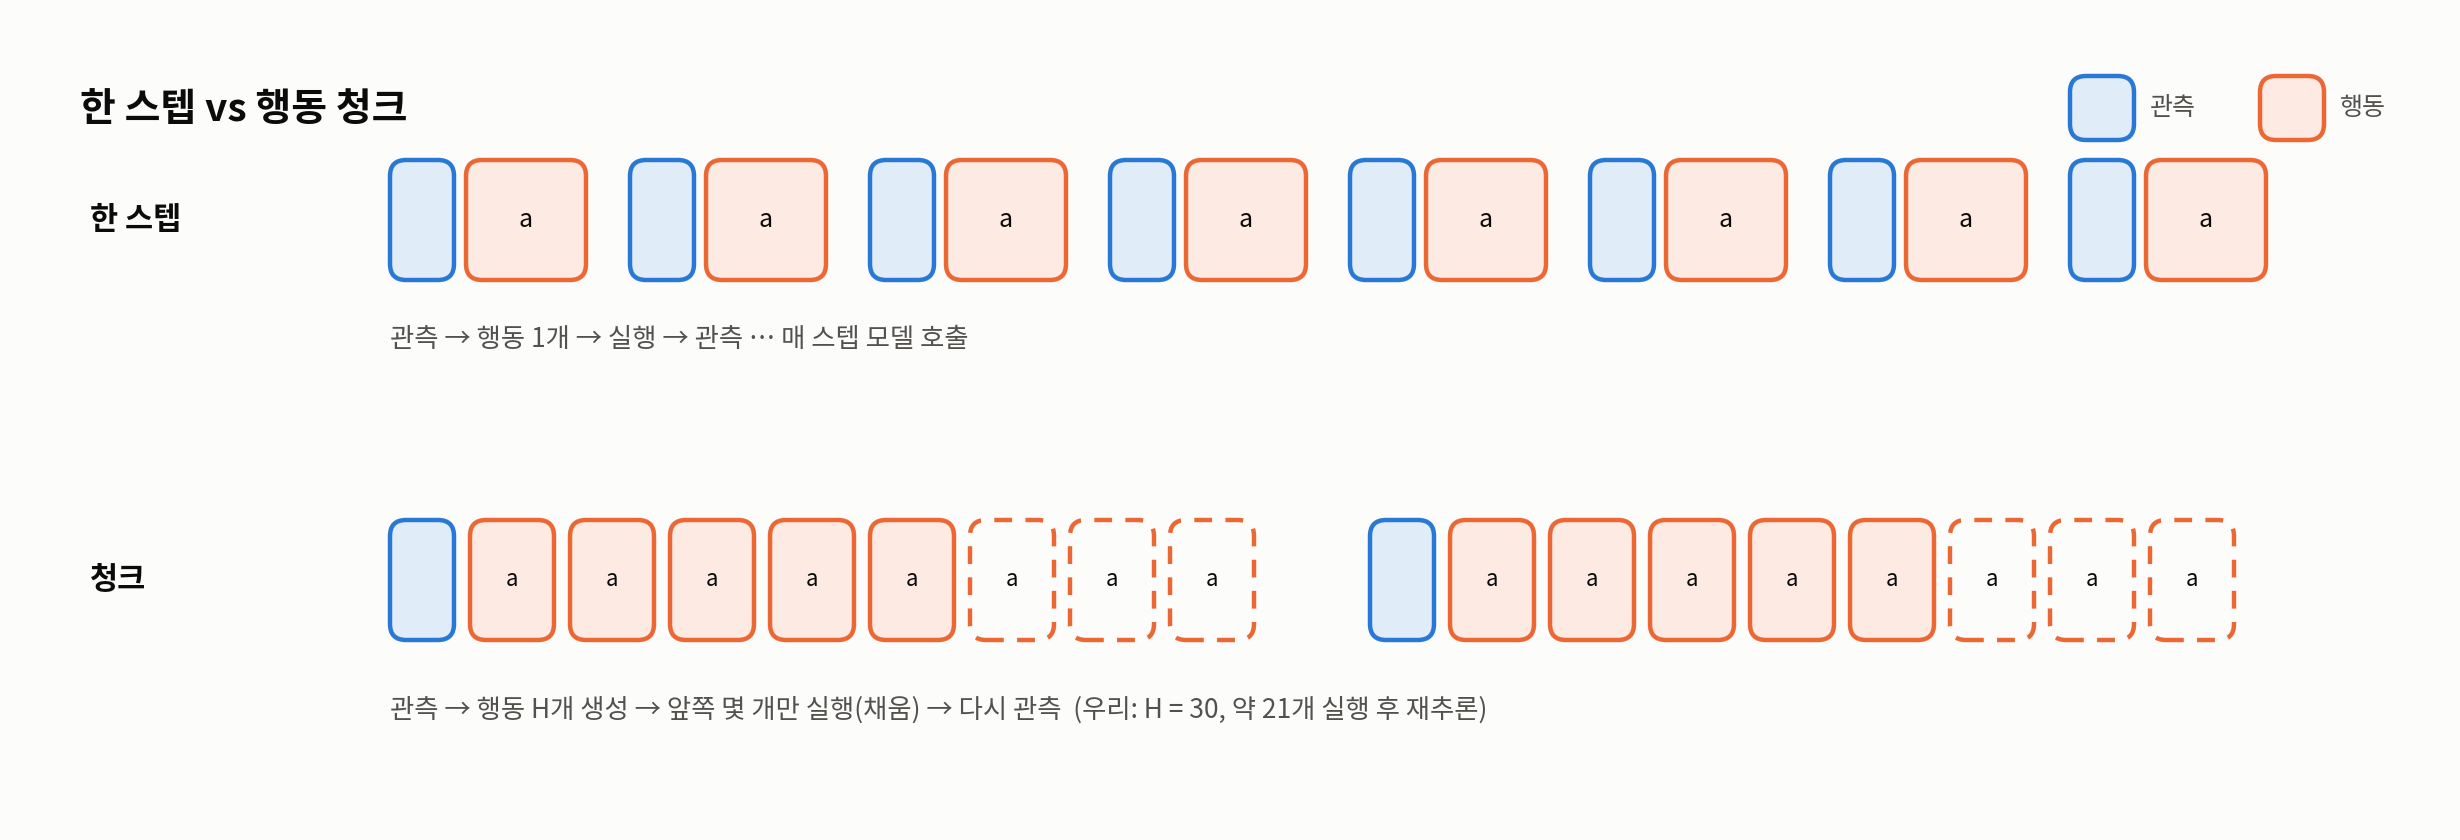 한 스텝 vs 행동 청크
관측
행동
한 스텝
a a a a a a a a
관측 → 행동 1개 → 실행 → 관측 ⋯ 매 스텝 모델 호출
청크
a a a a a a a a a a a a a a a a
관측 → 행동 H개 생성 → 앞쪽 몇 개만 실행(채움) → 다시 관측 (우리: H = 30, 약 21개 실행 후 재추론)